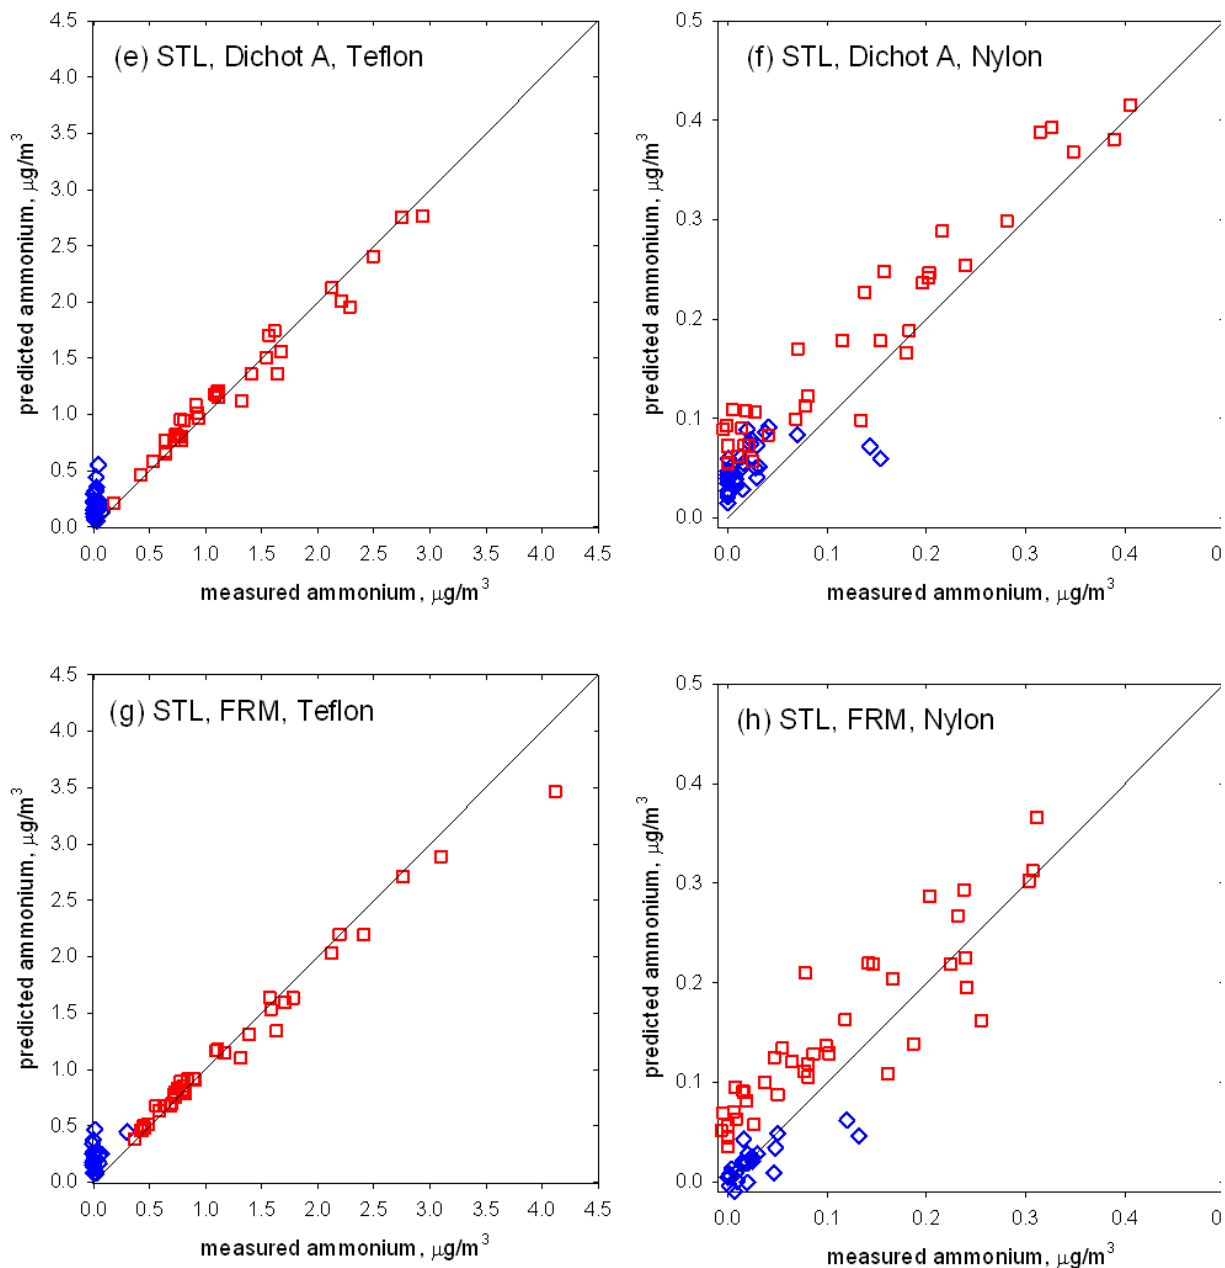 (e) STL, Dichot A, Teflon
predicted ammonium, μg/m³
4.5
4.0
3.5
3.0
2.5
2.0
1.5
1.0
0.5
0.0
0.0 0.5 1.0 1.5 2.0 2.5 3.0 3.5 4.0 4.5
measured ammonium, μg/m³
(f) STL, Dichot A, Nylon
predicted ammonium, μg/m³
0.5
0.4
0.3
0.2
0.1
0.0
0.0 0.1 0.2 0.3 0.4
measured ammonium, μg/m³
(g) STL, FRM, Teflon
predicted ammonium, μg/m³
4.5
4.0
3.5
3.0
2.5
2.0
1.5
1.0
0.5
0.0
0.0 0.5 1.0 1.5 2.0 2.5 3.0 3.5 4.0 4.5
measured ammonium, μg/m³
(h) STL, FRM, Nylon
predicted ammonium, μg/m³
0.5
0.4
0.3
0.2
0.1
0.0
0.0 0.1 0.2 0.3 0.4
measured ammonium, μg/m³